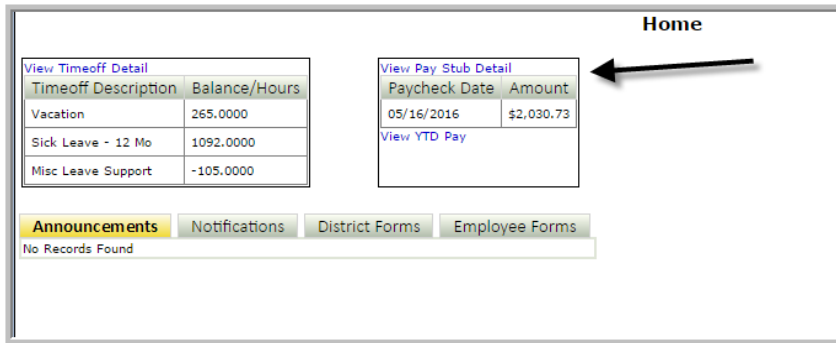 Home
View Timeoff Detail
Timeoff Description Balance/Hours
Vacation 265.0000
Sick Leave - 12 Mo 1092.0000
Misc Leave Support -105.0000
View Pay Stub Detail
Paycheck Date Amount
05/16/2016 $2,030.73
View YTD Pay
Announcements Notifications District Forms Employee Forms
No Records Found